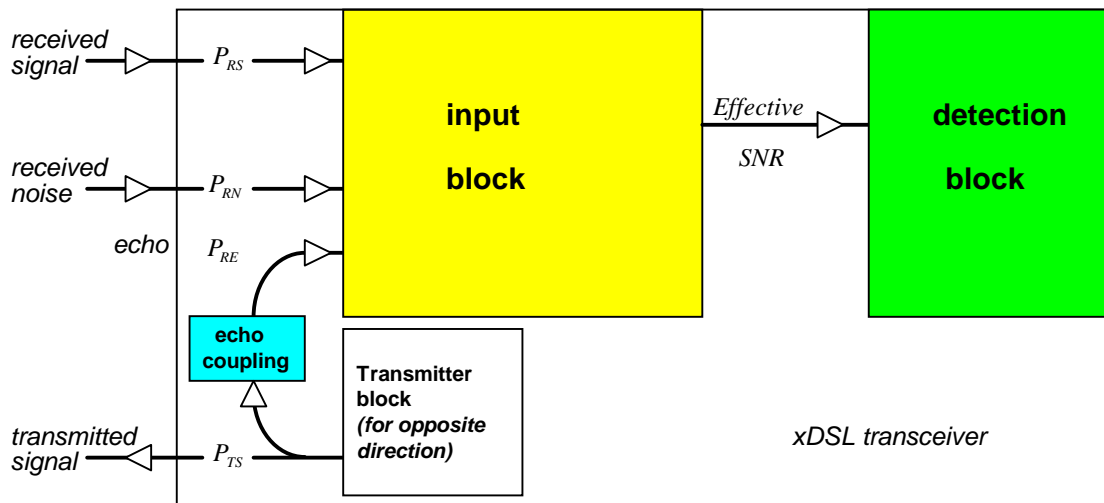 received
signal
P_RS
received
noise
P_RN
echo
P_RE
input
block
Effective
SNR
detection
block
echo
coupling
Transmitter
block
(for opposite
direction)
transmitted
signal
P_TS
xDSL transceiver